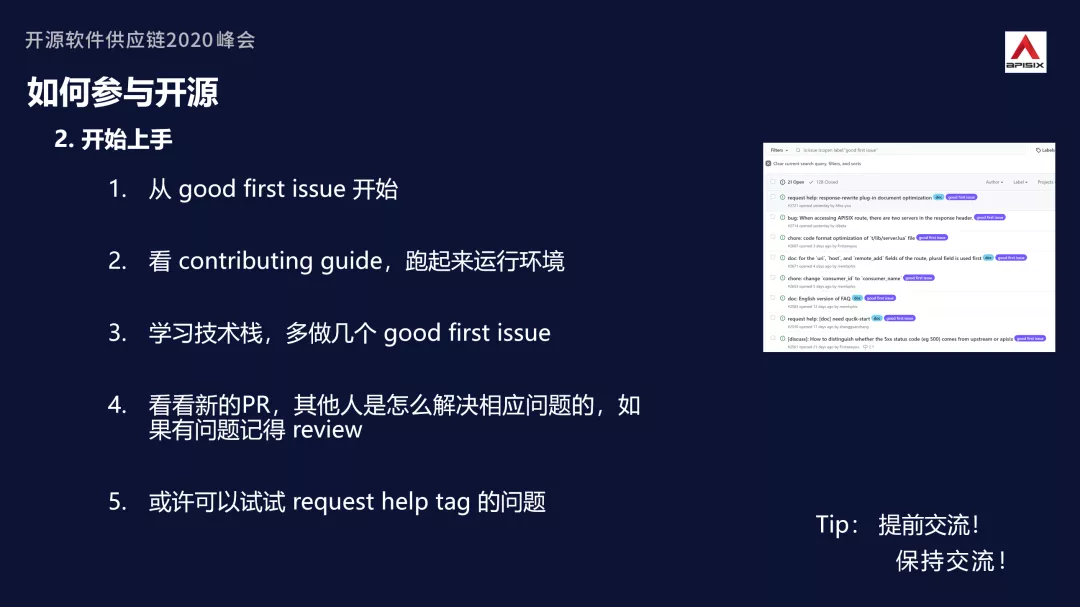 开源软件供应链2020峰会
APISIX
如何参与开源
2. 开始上手
1. 从 good first issue 开始
2. 看 contributing guide，跑起来运行环境
3. 学习技术栈，多做几个 good first issue
4. 看看新的PR，其他人是怎么解决相应问题的，如
果有问题记得 review
5. 或许可以试试 request help tag 的问题
Filters
is:issue is:open label:"good first issue"
Labels
Clear current search query, filters, and sorts
21 Open
128 Closed
Author
Label
Projects
request help: response-rewrite plug-in document optimization doc good first issue
bug: When accessing APISIX route, there are two servers in the response header. good first issue
chore: code format optimization of `t/lib/server.lua` file good first issue
doc: for the `uri`, `host`, and `remote_addr` fields of the route, plural field is used first doc good first issue
chore: change `consumer_id` to `consumer_name` good first issue
doc: English version of FAQ doc good first issue
request help: [doc] need qucik-start doc good first issue
[discuss]: How to distinguish whether the 5xx status code (eg 500) comes from upstream or apisix good first issue
Tip： 提前交流！
保持交流！